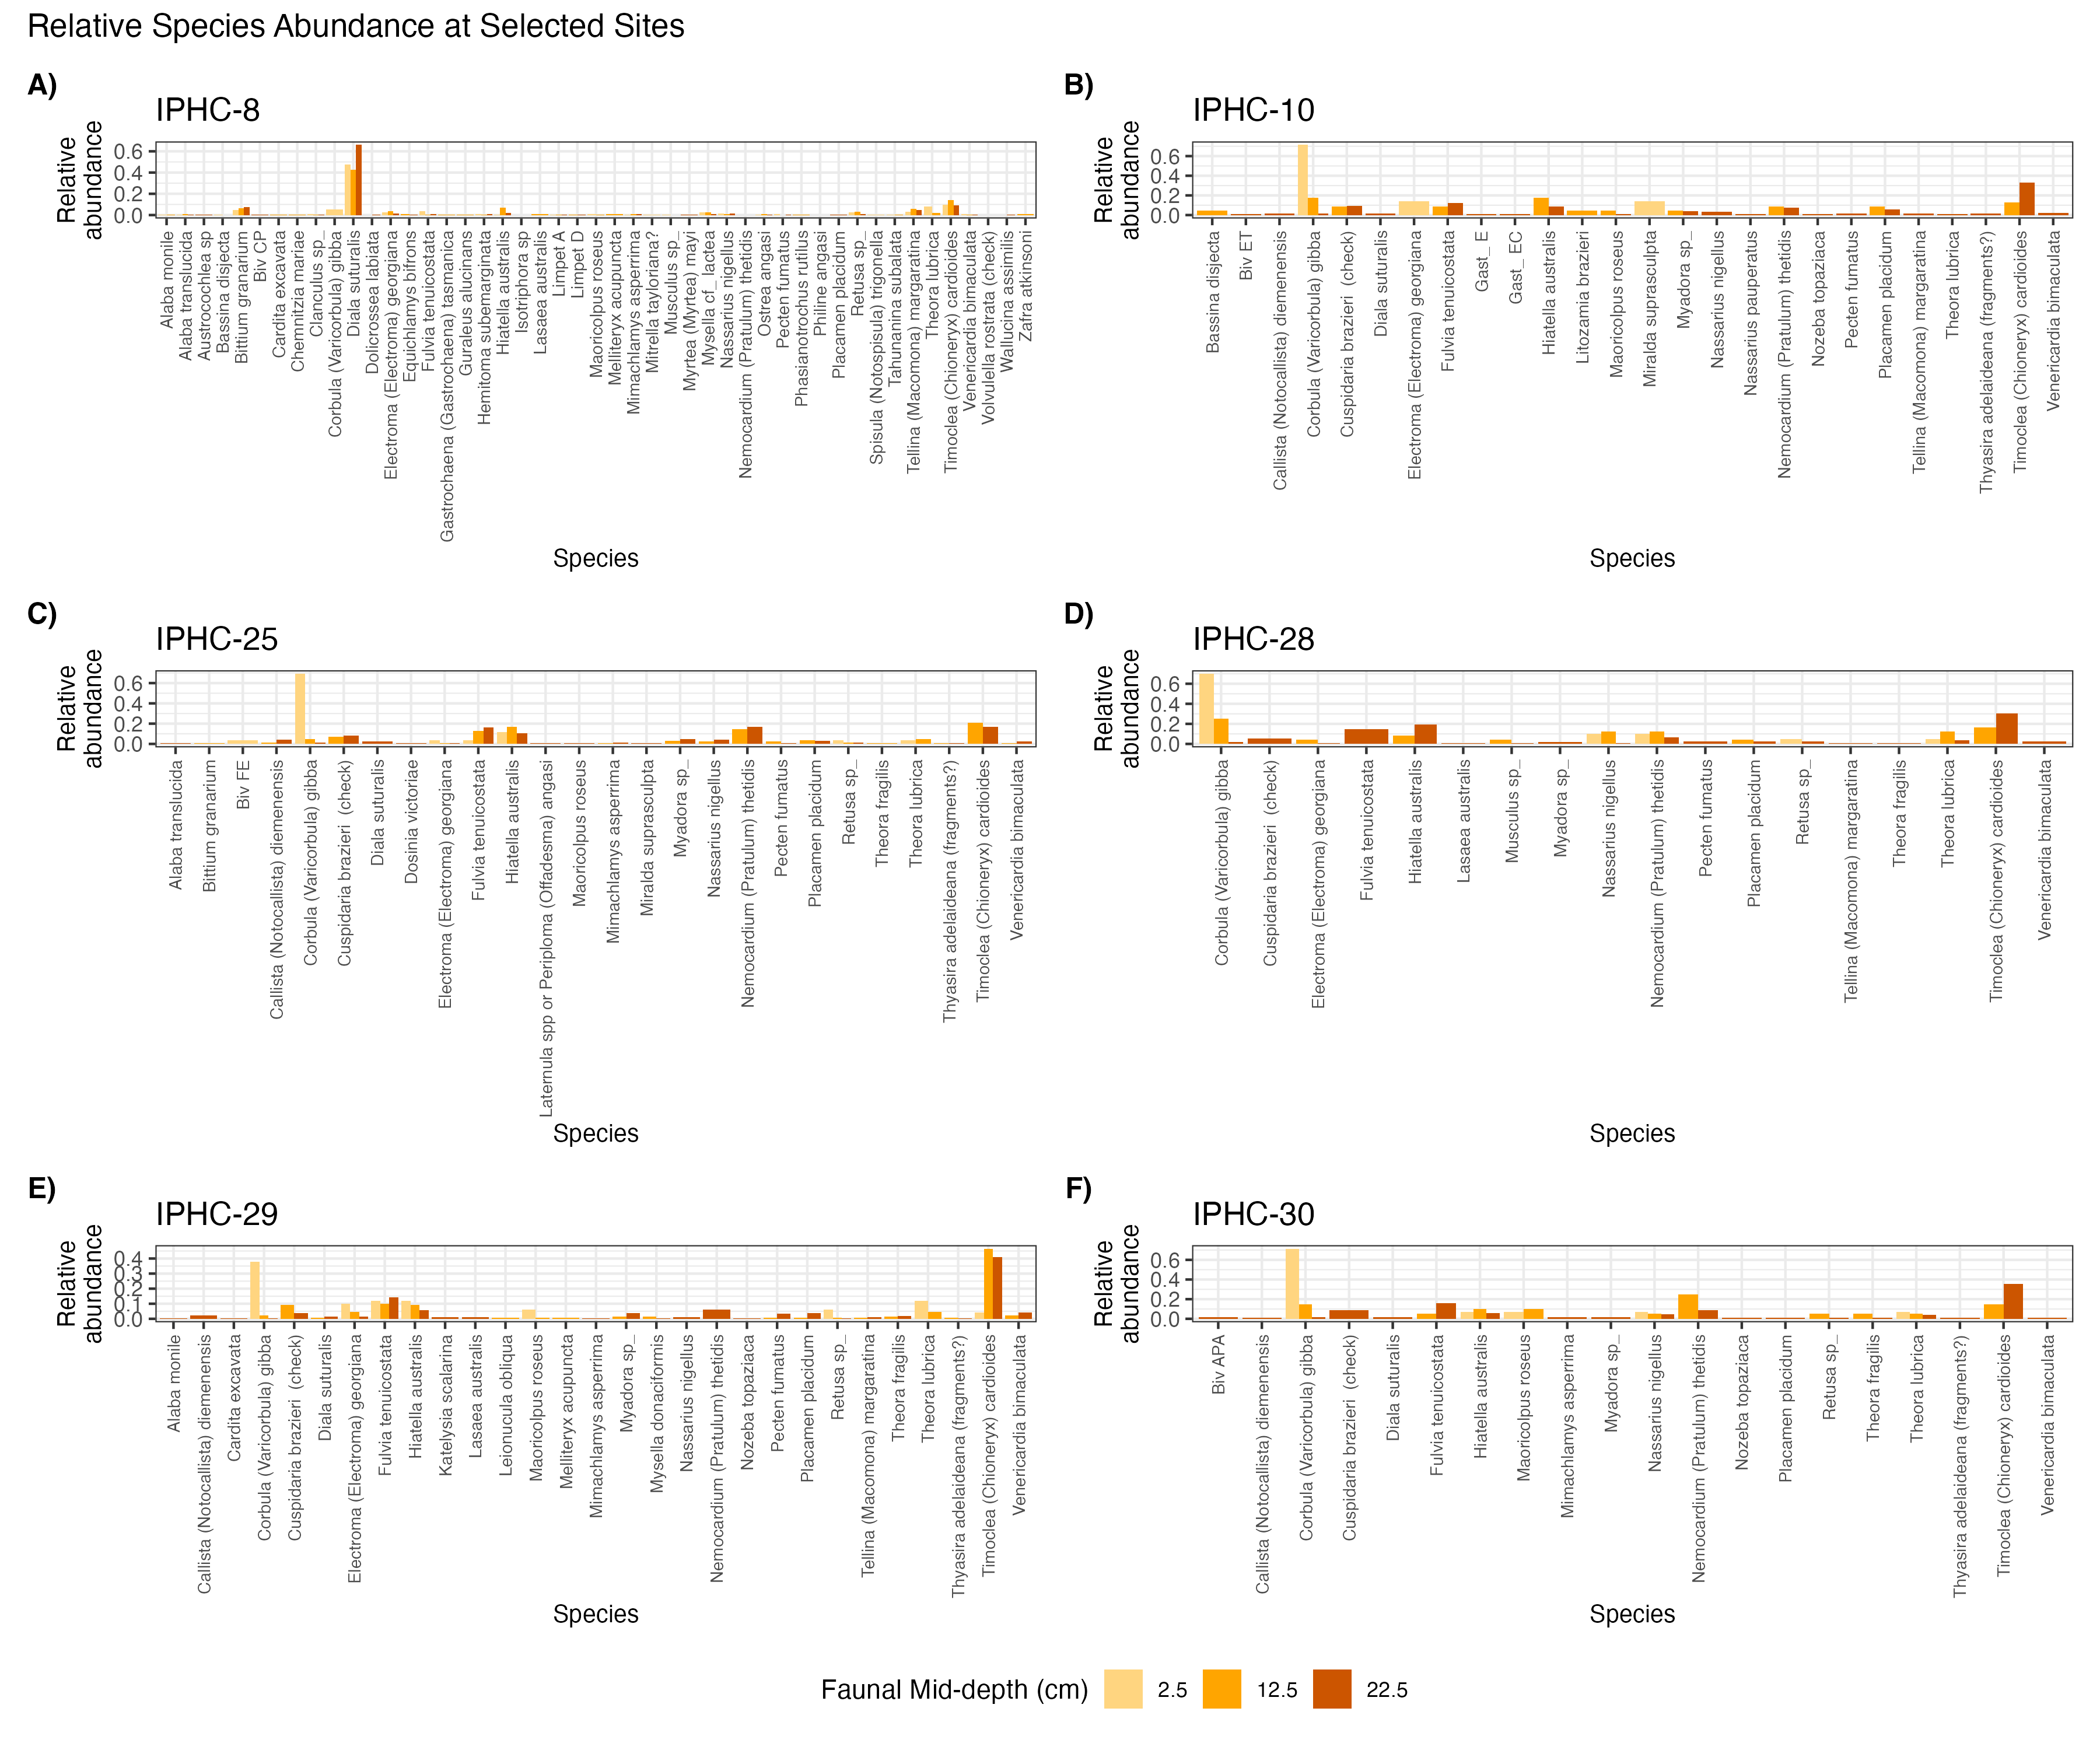 Relative Species Abundance at Selected Sites
A)
IPHC-8
Relative
abundance
0.6
0.4
0.2
0.0
Alaba monile
Alaba translucida
Austrocochlea sp
Bassina disjecta
Bittium granarium
Biv CP
Cardita excavata
Chemnitzia mariae
Clanculus sp_
Corbula (Varicorbula) gibba
Diala suturalis
Dolicrossea labiata
Electroma (Electroma) georgiana
Equichlamys bifrons
Fulvia tenuicostata
Gastrochaena (Gastrochaena) tasmanica
Guraleus alucinans
Hemitoma subemarginata
Hiatella australis
Isotriphora sp
Lasaea australis
Limpet A
Limpet D
Maoricolpus roseus
Melliteryx acupuncta
Mimachlamys asperrima
Mitrella tayloriana?
Musculus sp_
Myrtea (Myrtea) mayi
Mysella cf_ lactea
Nassarius nigellus
Nemocardium (Pratulum) thetidis
Ostrea angasi
Pecten fumatus
Phasianotrochus rutilus
Philine angasi
Placamen placidum
Retusa sp_
Spisula (Notospisula) trigonella
Tahunanina subalata
Tellina (Macomona) margaratina
Theora lubrica
Timoclea (Chioneryx) cardioides
Venericardia bimaculata
Volvulella rostrata (check)
Wallucina assimilis
Zafra atkinsoni
Species
B)
IPHC-10
Relative
abundance
0.6
0.4
0.2
0.0
Bassina disjecta
Biv ET
Callista (Notocallista) diemenensis
Corbula (Varicorbula) gibba
Cuspidaria brazieri  (check)
Diala suturalis
Electroma (Electroma) georgiana
Fulvia tenuicostata
Gast_ E
Gast_ EC
Hiatella australis
Litozamia brazieri
Maoricolpus roseus
Miralda suprasculpta
Myadora sp_
Nassarius nigellus
Nassarius pauperatus
Nemocardium (Pratulum) thetidis
Nozeba topaziaca
Pecten fumatus
Placamen placidum
Tellina (Macomona) margaratina
Theora lubrica
Thyasira adelaideana (fragments?)
Timoclea (Chioneryx) cardioides
Venericardia bimaculata
Species
C)
IPHC-25
Relative
abundance
0.6
0.4
0.2
0.0
Alaba translucida
Bittium granarium
Biv FE
Callista (Notocallista) diemenensis
Corbula (Varicorbula) gibba
Cuspidaria brazieri  (check)
Diala suturalis
Dosinia victoriae
Electroma (Electroma) georgiana
Fulvia tenuicostata
Hiatella australis
Laternula spp or Periploma (Offadesma) angasi
Maoricolpus roseus
Mimachlamys asperrima
Miralda suprasculpta
Myadora sp_
Nassarius nigellus
Nemocardium (Pratulum) thetidis
Pecten fumatus
Placamen placidum
Retusa sp_
Theora fragilis
Theora lubrica
Thyasira adelaideana (fragments?)
Timoclea (Chioneryx) cardioides
Venericardia bimaculata
Species
D)
IPHC-28
Relative
abundance
0.6
0.4
0.2
0.0
Corbula (Varicorbula) gibba
Cuspidaria brazieri  (check)
Electroma (Electroma) georgiana
Fulvia tenuicostata
Hiatella australis
Lasaea australis
Musculus sp_
Myadora sp_
Nassarius nigellus
Nemocardium (Pratulum) thetidis
Pecten fumatus
Placamen placidum
Retusa sp_
Tellina (Macomona) margaratina
Theora fragilis
Theora lubrica
Timoclea (Chioneryx) cardioides
Venericardia bimaculata
Species
E)
IPHC-29
Relative
abundance
0.4
0.3
0.2
0.1
0.0
Alaba monile
Callista (Notocallista) diemenensis
Cardita excavata
Corbula (Varicorbula) gibba
Cuspidaria brazieri  (check)
Diala suturalis
Electroma (Electroma) georgiana
Fulvia tenuicostata
Hiatella australis
Katelysia scalarina
Lasaea australis
Leionucula obliqua
Maoricolpus roseus
Melliteryx acupuncta
Mimachlamys asperrima
Myadora sp_
Mysella donaciformis
Nassarius nigellus
Nemocardium (Pratulum) thetidis
Nozeba topaziaca
Pecten fumatus
Placamen placidum
Retusa sp_
Tellina (Macomona) margaratina
Theora fragilis
Theora lubrica
Thyasira adelaideana (fragments?)
Timoclea (Chioneryx) cardioides
Venericardia bimaculata
Species
F)
IPHC-30
Relative
abundance
0.6
0.4
0.2
0.0
Biv APA
Callista (Notocallista) diemenensis
Corbula (Varicorbula) gibba
Cuspidaria brazieri  (check)
Diala suturalis
Fulvia tenuicostata
Hiatella australis
Maoricolpus roseus
Mimachlamys asperrima
Myadora sp_
Nassarius nigellus
Nemocardium (Pratulum) thetidis
Nozeba topaziaca
Placamen placidum
Retusa sp_
Theora fragilis
Theora lubrica
Thyasira adelaideana (fragments?)
Timoclea (Chioneryx) cardioides
Venericardia bimaculata
Species
Faunal Mid-depth (cm) 2.5 12.5 22.5